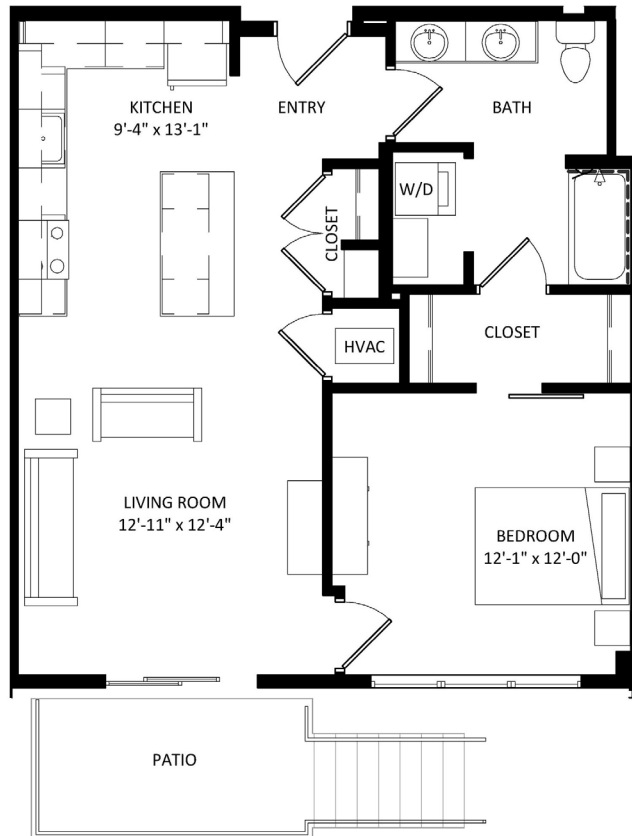 KITCHEN
9'-4" x 13'-1"
ENTRY
BATH
W/D
CLOSET
CLOSET
HVAC
LIVING ROOM
12'-11" x 12'-4"
BEDROOM
12'-1" x 12'-0"
PATIO